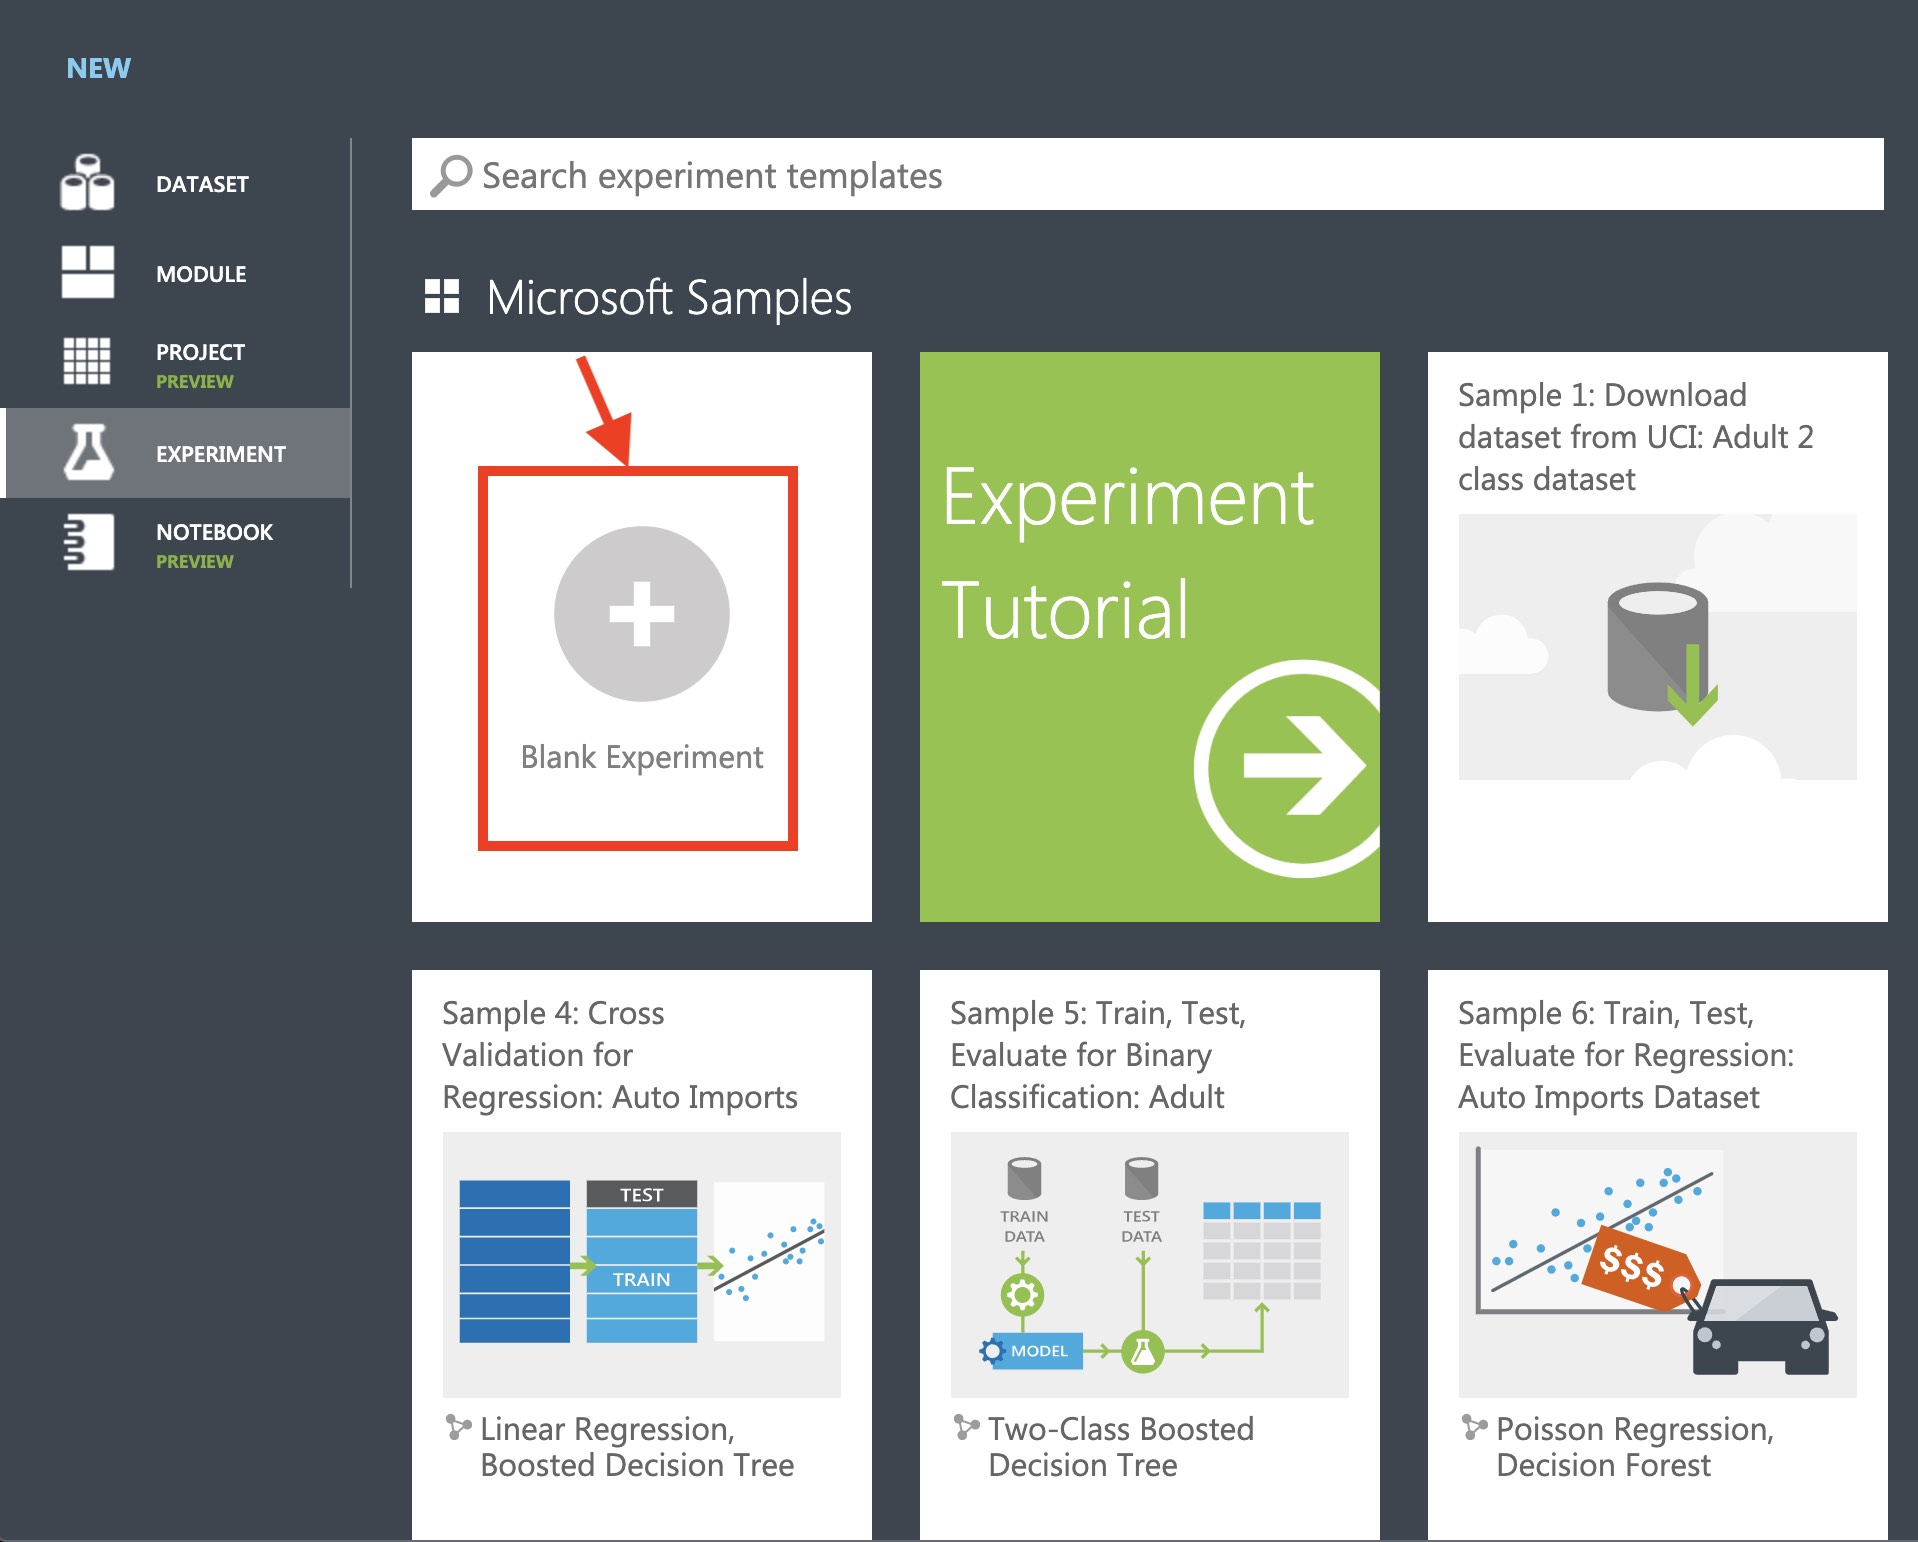 NEW
DATASET
MODULE
PROJECT
PREVIEW
EXPERIMENT
NOTEBOOK
PREVIEW
Search experiment templates
Microsoft Samples
Blank Experiment
Experiment
Tutorial
Sample 1: Download
dataset from UCI: Adult 2
class dataset
Sample 4: Cross
Validation for
Regression: Auto Imports
TEST
TRAIN
Linear Regression,
Boosted Decision Tree
Sample 5: Train, Test,
Evaluate for Binary
Classification: Adult
TRAIN
DATA
TEST
DATA
MODEL
Two-Class Boosted
Decision Tree
Sample 6: Train, Test,
Evaluate for Regression:
Auto Imports Dataset
$$$
Poisson Regression,
Decision Forest